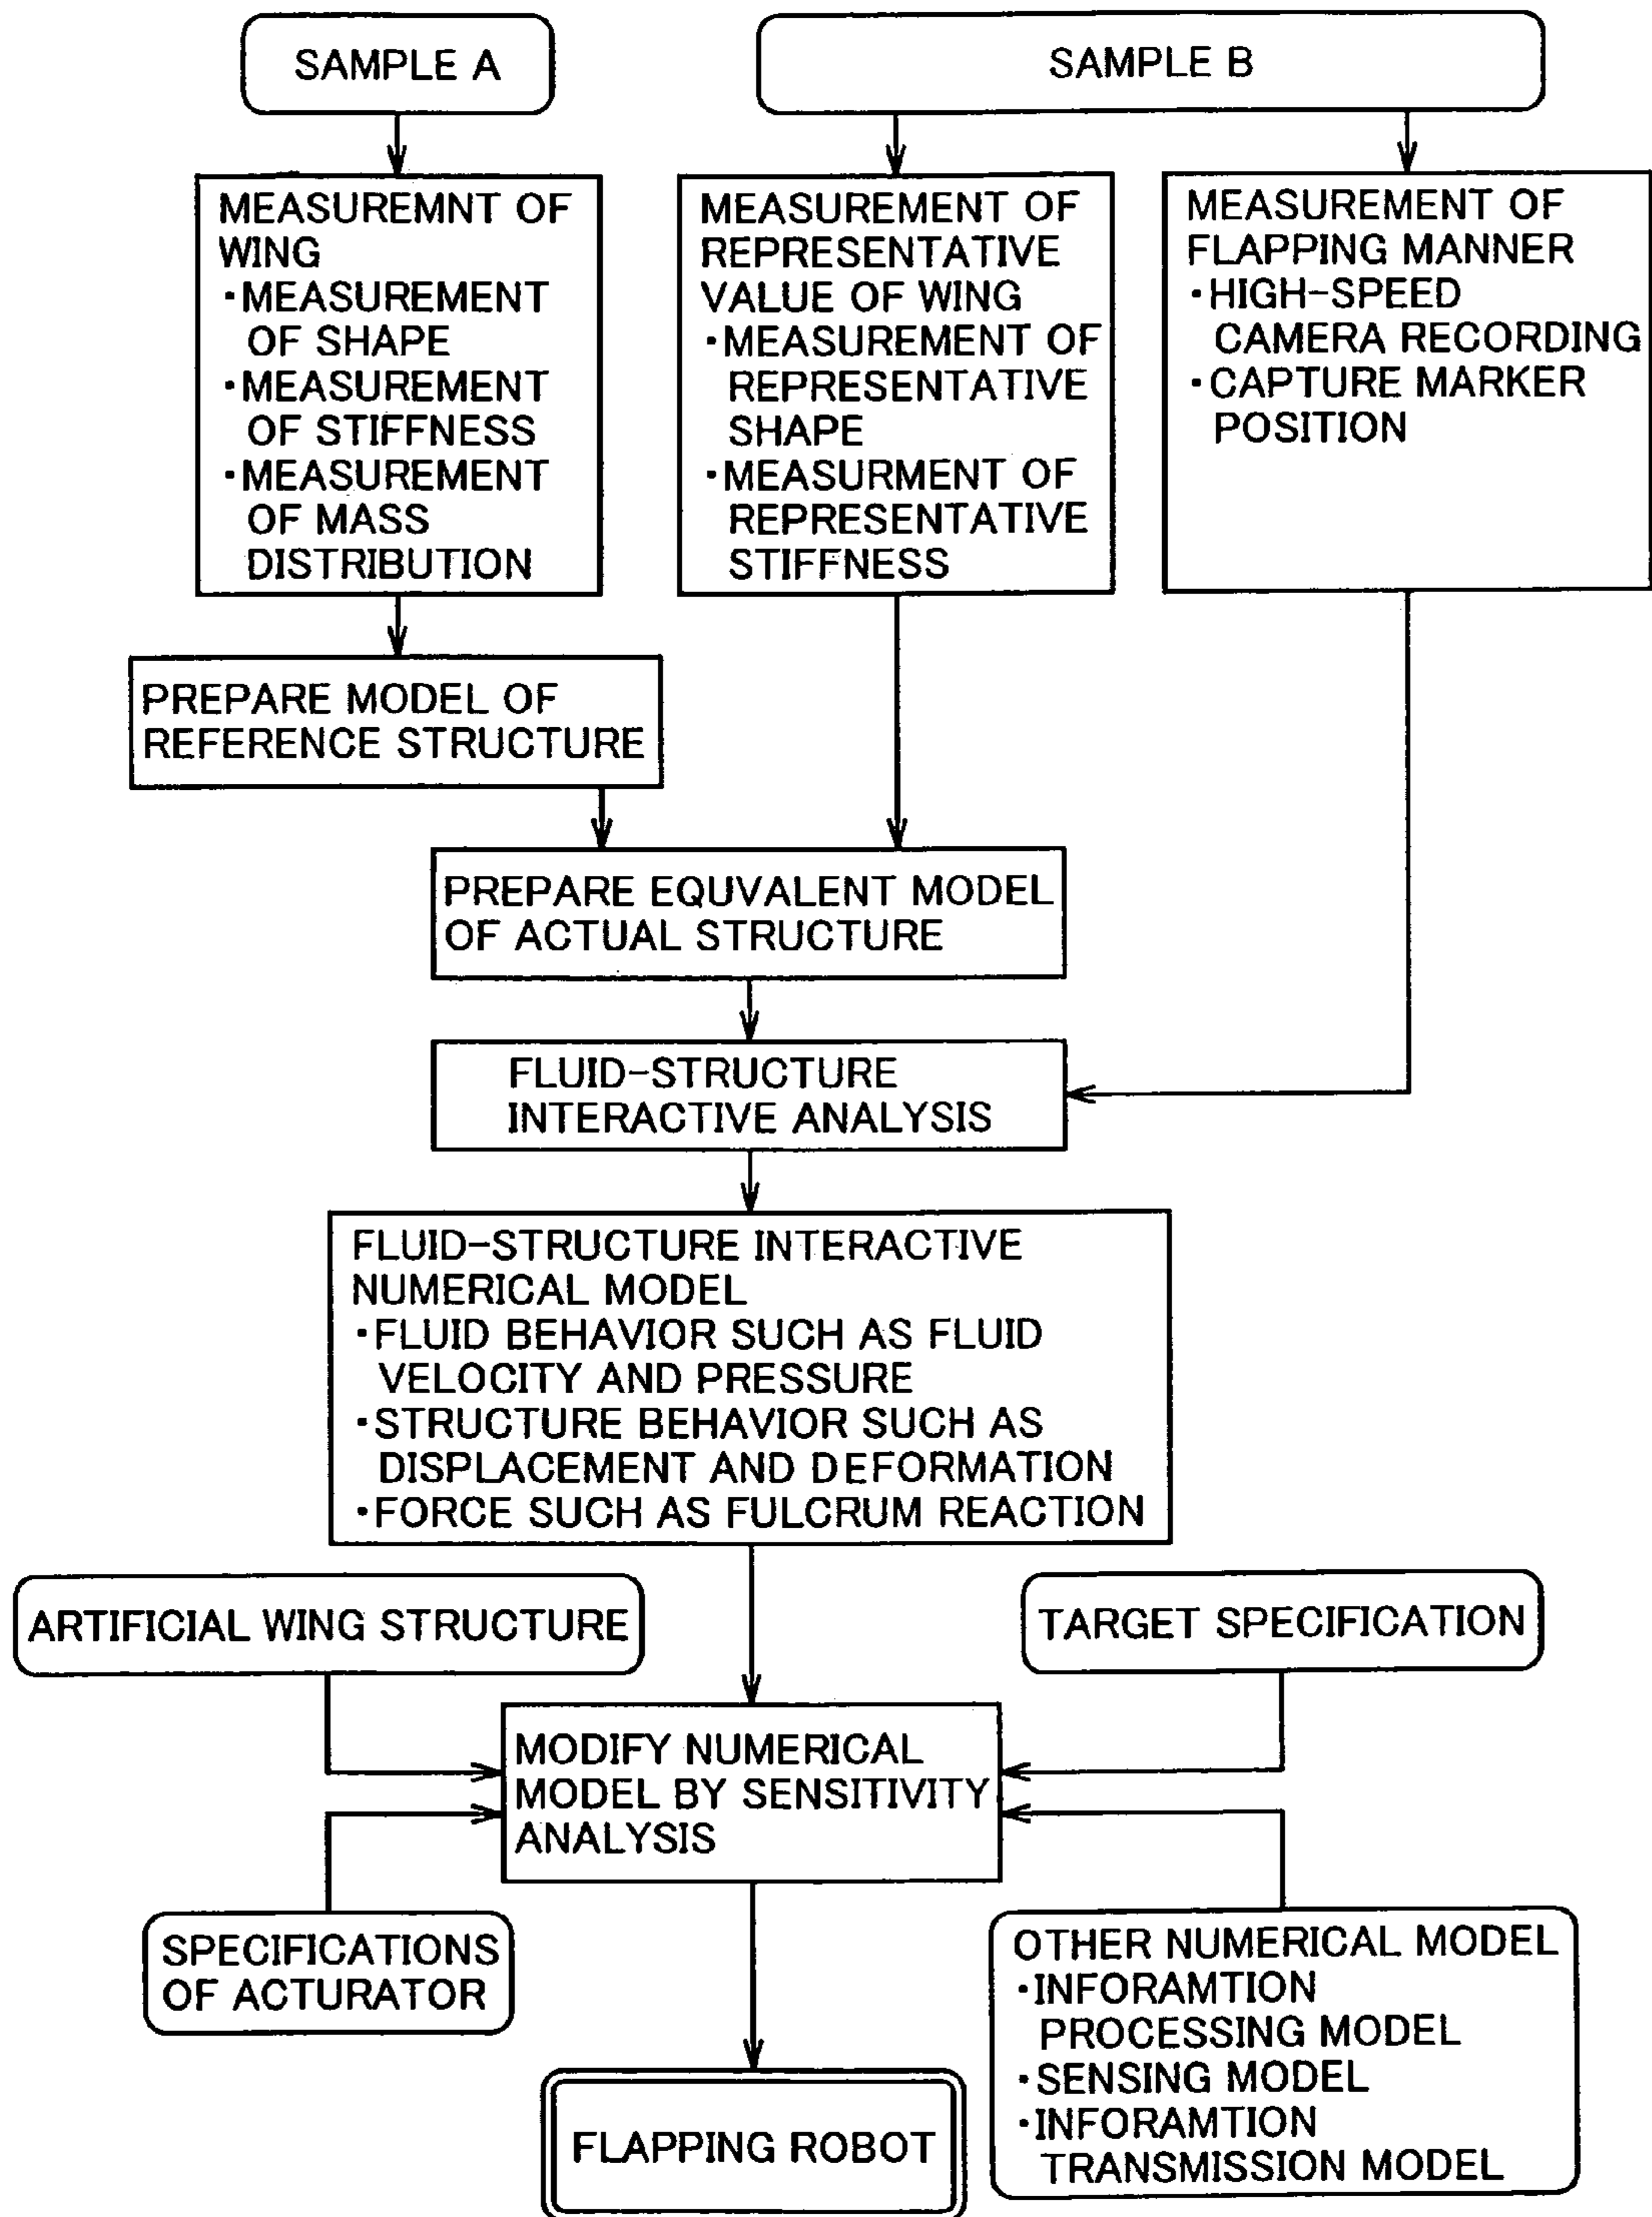 SAMPLE A
SAMPLE B
MEASUREMNT OF
WING
・MEASUREMENT
OF SHAPE
・MEASUREMENT
OF STIFFNESS
・MEASUREMENT
OF MASS
DISTRIBUTION
MEASUREMENT OF
REPRESENTATIVE
VALUE OF WING
・MEASUREMENT OF
REPRESENTATIVE
SHAPE
・MEASURMENT OF
REPRESENTATIVE
STIFFNESS
MEASUREMENT OF
FLAPPING MANNER
・HIGH-SPEED
CAMERA RECORDING
・CAPTURE MARKER
POSITION
PREPARE MODEL OF
REFERENCE STRUCTURE
PREPARE EQUVALENT MODEL
OF ACTUAL STRUCTURE
FLUID-STRUCTURE
INTERACTIVE ANALYSIS
FLUID-STRUCTURE INTERACTIVE
NUMERICAL MODEL
・FLUID BEHAVIOR SUCH AS FLUID
VELOCITY AND PRESSURE
・STRUCTURE BEHAVIOR SUCH AS
DISPLACEMENT AND DEFORMATION
・FORCE SUCH AS FULCRUM REACTION
ARTIFICIAL WING STRUCTURE
TARGET SPECIFICATION
MODIFY NUMERICAL
MODEL BY SENSITIVITY
ANALYSIS
SPECIFICATIONS
OF ACTURATOR
OTHER NUMERICAL MODEL
・INFORAMTION
PROCESSING MODEL
・SENSING MODEL
・INFORAMTION
TRANSMISSION MODEL
FLAPPING ROBOT